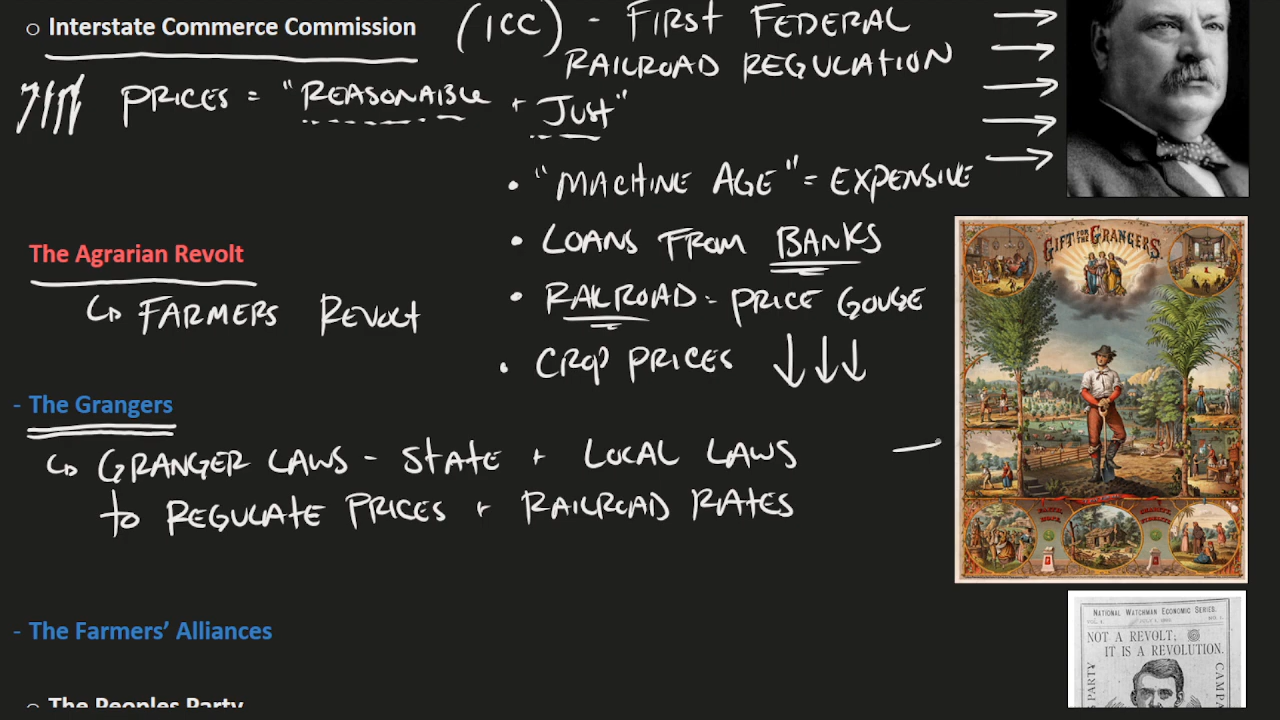 ○ Interstate Commerce Commission (ICC) - FIRST FEDERAL
RAILROAD REGULATION
PRICES = "REASONABLE + JUST"
• "MACHINE AGE" = EXPENSIVE
• LOANS FROM BANKS
The Agrarian Revolt
• RAILROAD = PRICE GOUGE
↳ FARMERS REVOLT
• CROP PRICES ↓↓↓
- The Grangers
↳ GRANGER LAWS - STATE + LOCAL LAWS
to REGULATE PRICES + RAILROAD RATES
GIFT FOR THE GRANGERS.
- The Farmers' Alliances
○ The Peoples Party
NATIONAL WATCHMAN ECONOMIC SERIES.
NOT A REVOLT;
IT IS A REVOLUTION.
PARTY
CAMPA